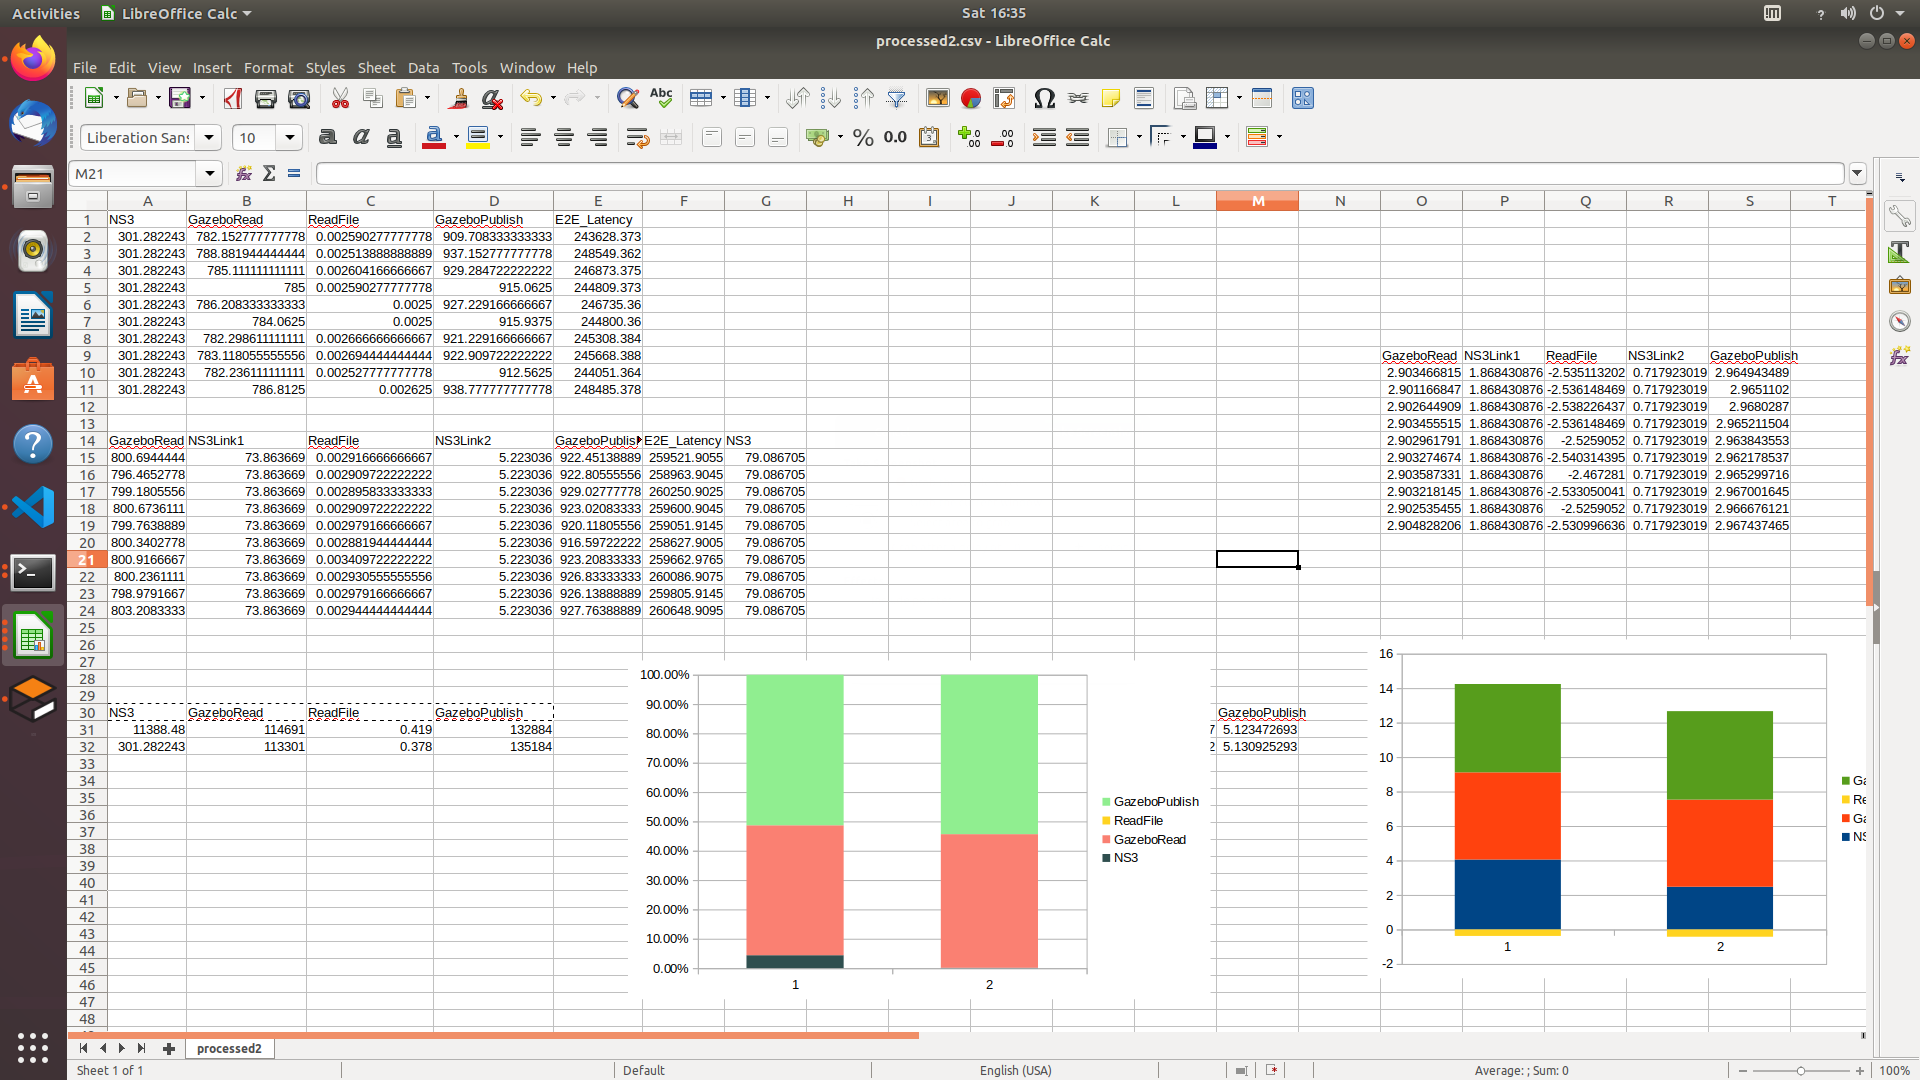 Activities LibreOffice Calc Sat 16:35 ?
processed2.csv - LibreOffice Calc
File Edit View Insert Format Styles Sheet Data Tools Window Help
Liberation Sans 10
M21
A B C D E F G H I J K L M N O P Q R S T
1 NS3 GazeboRead ReadFile GazeboPublish E2E_Latency
2 301.282243 782.152777777778 0.002590277777778 909.708333333333 243628.373
3 301.282243 788.881944444444 0.002513888888889 937.152777777778 248549.362
4 301.282243 785.111111111111 0.002604166666667 929.284722222222 246873.375
5 301.282243 785 0.002590277777778 915.0625 244809.373
6 301.282243 786.208333333333 0.0025 927.229166666667 246735.36
7 301.282243 784.0625 0.0025 915.9375 244800.36
8 301.282243 782.298611111111 0.002666666666667 921.229166666667 245308.384
9 301.282243 783.118055555556 0.002694444444444 922.909722222222 245668.388 GazeboRead NS3Link1 ReadFile NS3Link2 GazeboPublish
10 301.282243 782.236111111111 0.002527777777778 912.5625 244051.364 2.903466815 1.868430876 -2.535113202 0.717923019 2.964943489
11 301.282243 786.8125 0.002625 938.777777777778 248485.378 2.901166847 1.868430876 -2.536148469 0.717923019 2.9651102
12 2.902644909 1.868430876 -2.538226437 0.717923019 2.9680287
13 2.903455515 1.868430876 -2.536148469 0.717923019 2.965211504
14 GazeboRead NS3Link1 ReadFile NS3Link2 GazeboPublis E2E_Latency NS3 2.902961791 1.868430876 -2.5259052 0.717923019 2.963843553
15 800.6944444 73.863669 0.002916666666667 5.223036 922.45138889 259521.9055 79.086705 2.903274674 1.868430876 -2.540314395 0.717923019 2.962178537
16 796.4652778 73.863669 0.002909722222222 5.223036 922.80555556 258963.9045 79.086705 2.903587331 1.868430876 -2.467281 0.717923019 2.965299716
17 799.1805556 73.863669 0.002895833333333 5.223036 929.02777778 260250.9025 79.086705 2.903218145 1.868430876 -2.533050041 0.717923019 2.967001645
18 800.6736111 73.863669 0.002909722222222 5.223036 923.02083333 259600.9045 79.086705 2.902535455 1.868430876 -2.5259052 0.717923019 2.966676121
19 799.7638889 73.863669 0.002979166666667 5.223036 920.11805556 259051.9145 79.086705 2.904828206 1.868430876 -2.530996636 0.717923019 2.967437465
20 800.3402778 73.863669 0.002881944444444 5.223036 916.59722222 258627.9005 79.086705
21 800.9166667 73.863669 0.003409722222222 5.223036 923.20833333 259662.9765 79.086705
22 800.2361111 73.863669 0.002930555555556 5.223036 926.83333333 260086.9075 79.086705
23 798.9791667 73.863669 0.002979166666667 5.223036 926.13888889 259805.9145 79.086705
24 803.2083333 73.863669 0.002944444444444 5.223036 927.76388889 260648.9095 79.086705
25
26
27
28
29
30 NS3 GazeboRead ReadFile GazeboPublish GazeboPublish
31 11388.48 114691 0.419 132884 7 5.123472693
32 301.282243 113301 0.378 135184 2 5.130925293
33
34
35
36
37
38
39
40
41
42
43
44
45
46
47
48
100.00%
90.00%
80.00%
70.00%
60.00%
50.00%
40.00%
30.00%
20.00%
10.00%
0.00%
1 2
GazeboPublish
ReadFile
GazeboRead
NS3
16
14
12
10
8
6
4
2
0
-2
1 2
Ga
Re
Ga
NS
processed2
Sheet 1 of 1 Default English (USA) Average: ; Sum: 0 100%